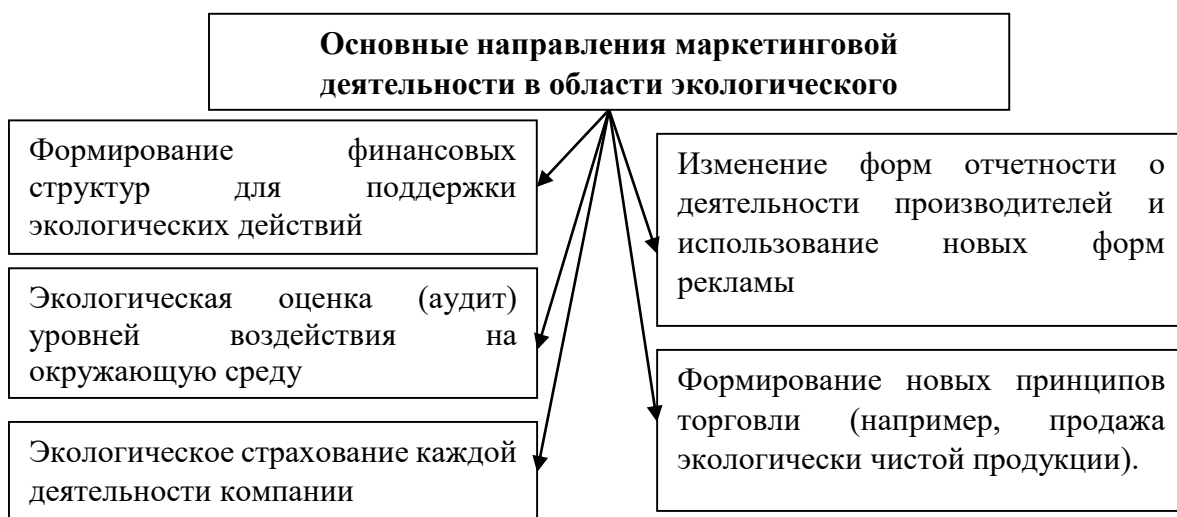 Основные направления маркетинговой
деятельности в области экологического
Формирование финансовых
структур для поддержки
экологических действий
Экологическая оценка (аудит)
уровней воздействия на
окружающую среду
Экологическое страхование каждой
деятельности компании
Изменение форм отчетности о
деятельности производителей и
использование новых форм
рекламы
Формирование новых принципов
торговли (например, продажа
экологически чистой продукции).